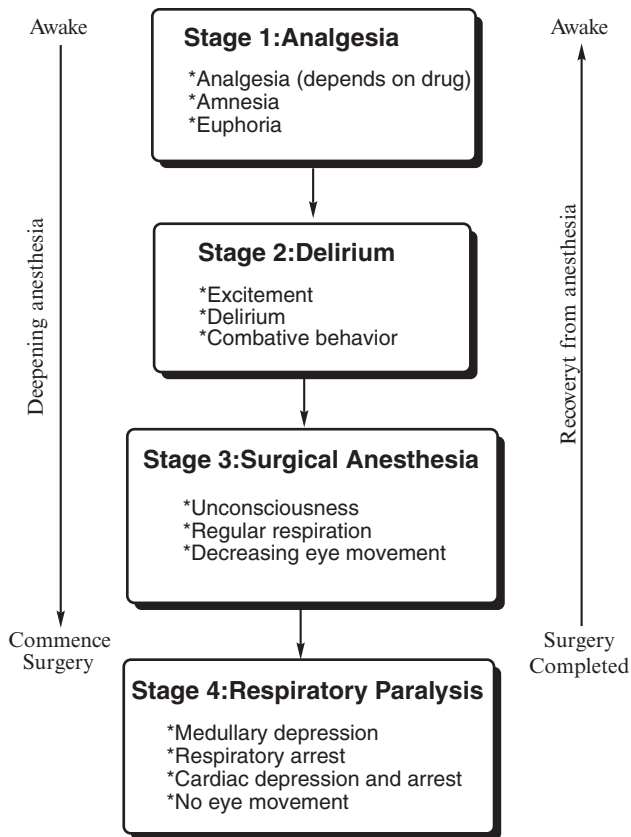 Awake
Deepening anesthesia
Commence
Surgery
Stage 1:Analgesia
*Analgesia (depends on drug)
*Amnesia
*Euphoria
Stage 2:Delirium
*Excitement
*Delirium
*Combative behavior
Stage 3:Surgical Anesthesia
*Unconsciousness
*Regular respiration
*Decreasing eye movement
Stage 4:Respiratory Paralysis
*Medullary depression
*Respiratory arrest
*Cardiac depression and arrest
*No eye movement
Awake
Recoveryt from anesthesia
Surgery
Completed